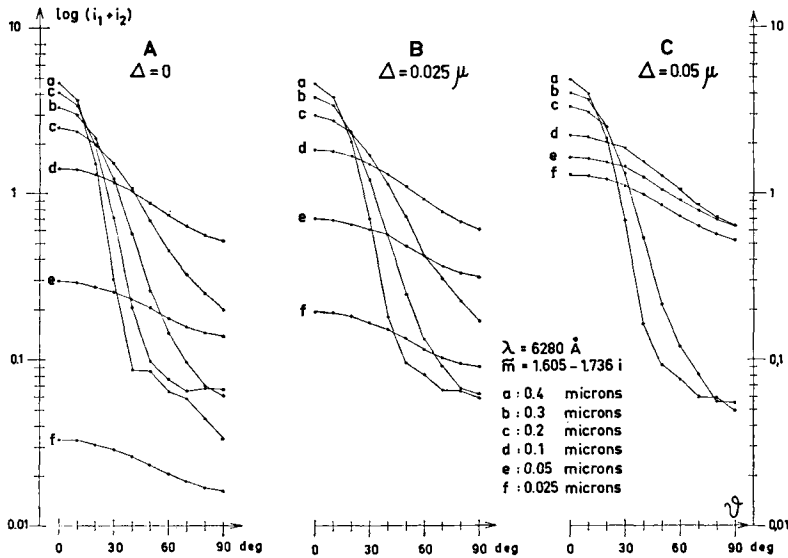 log (i₁+i₂)
A
Δ = 0
B
Δ = 0.025 μ
C
Δ = 0.05 μ
10
1
0.1
0.01
a
c
b
c
d
e
f
a
b
c
d
e
f
a
b
c
d
e
f
10
1
0,1
0,01
λ = 6280 Å
m̃ = 1.605 – 1.736 i
a : 0.4 microns
b : 0.3 microns
c : 0.2 microns
d : 0.1 microns
e : 0.05 microns
f : 0.025 microns
ϑ
0 30 60 90 deg
0 30 60 90 deg
0 30 60 90 deg